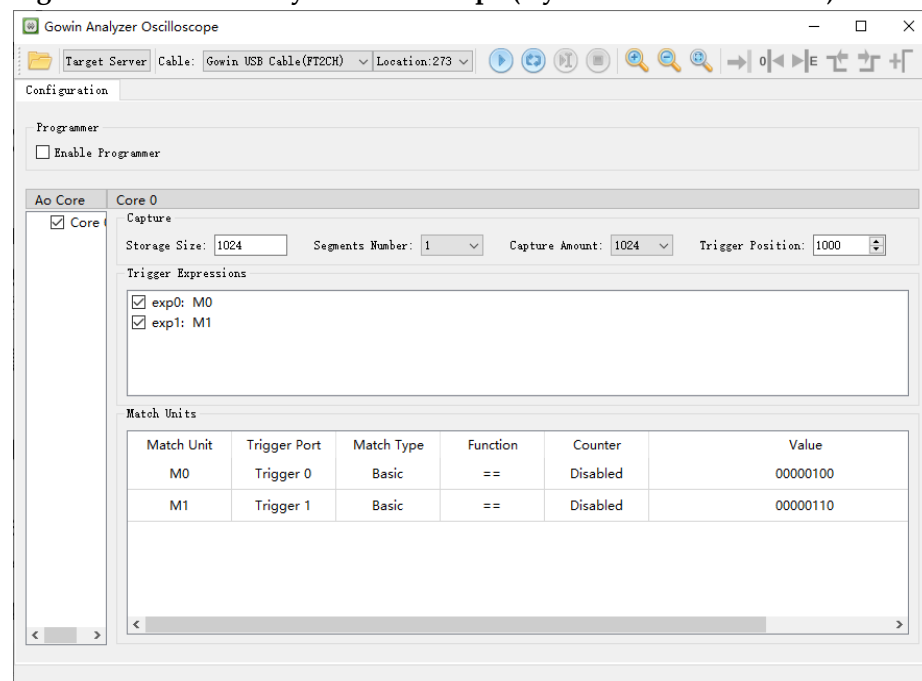 Gowin Analyzer Oscilloscope
Target Server Cable: Gowin USB Cable(FT2CH) Location:273
Configuration
Programmer
Enable Programmer
Ao Core Core 0
Core
Capture
Storage Size: 1024 Segments Number: 1 Capture Amount: 1024 Trigger Position: 1000
Trigger Expressions
exp0: M0
exp1: M1
Match Units
Match Unit Trigger Port Match Type Function Counter Value
M0 Trigger 0 Basic == Disabled 00000100
M1 Trigger 1 Basic == Disabled 00000110